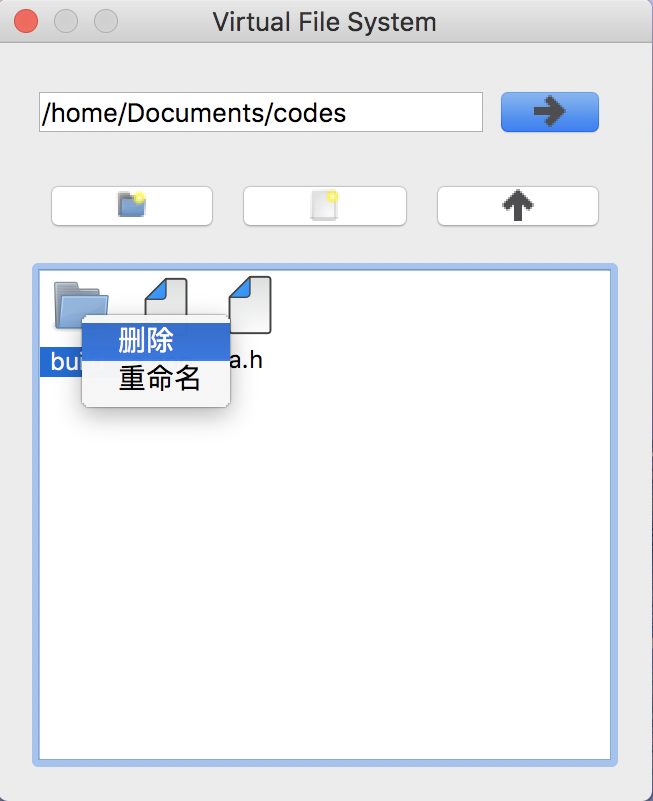 Virtual File System
/home/Documents/codes
删除
重命名
a.h